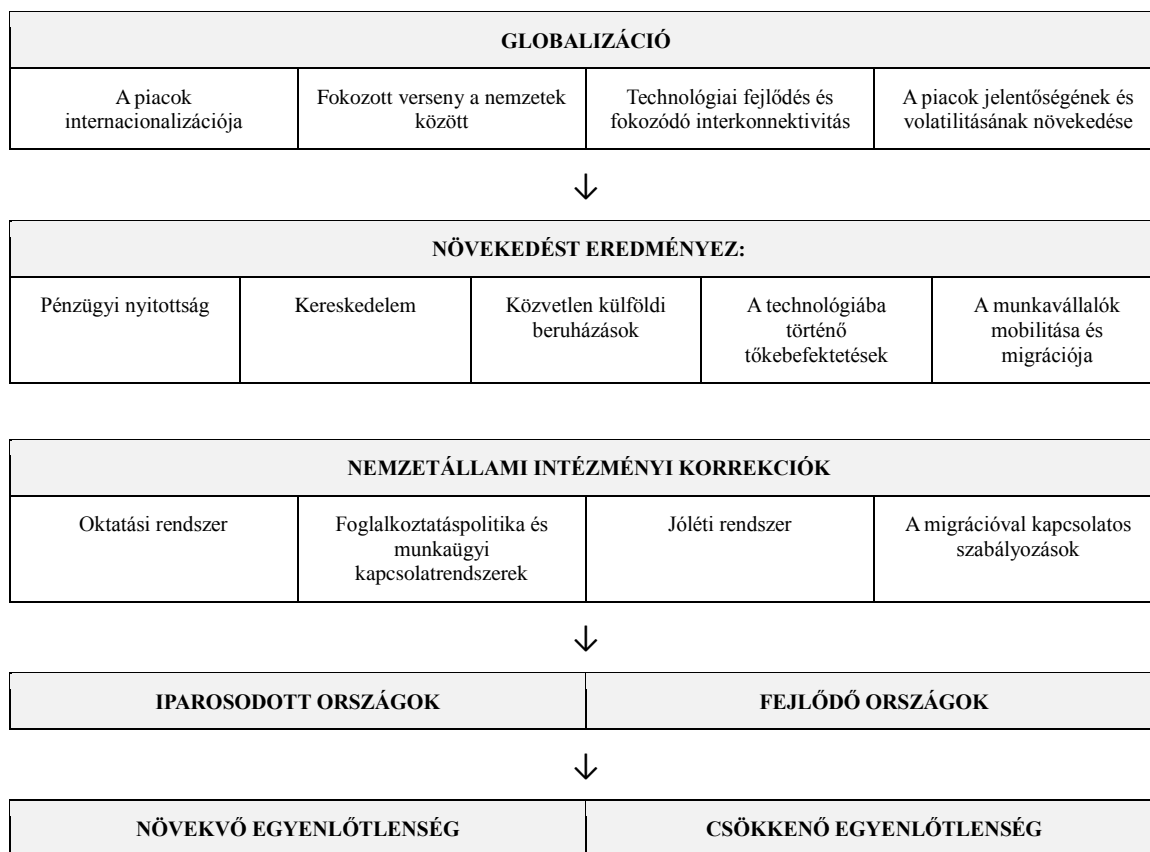 GLOBALIZÁCIÓ
A piacok
internacionalizációja
Fokozott verseny a nemzetek
között
Technológiai fejlődés és
fokozódó interkonnektivitás
A piacok jelentőségének és
volatilitásának növekedése
NÖVEKEDÉST EREDMÉNYEZ:
Pénzügyi nyitottság
Kereskedelem
Közvetlen külföldi
beruházások
A technológiába
történő
tőkebefektetések
A munkavállalók
mobilitása és
migrációja
NEMZETÁLLAMI INTÉZMÉNYI KORREKCIÓK
Oktatási rendszer
Foglalkoztatáspolitika és
munkaügyi
kapcsolatrendszerek
Jóléti rendszer
A migrációval kapcsolatos
szabályozások
IPAROSODOTT ORSZÁGOK
FEJLŐDŐ ORSZÁGOK
NÖVEKVŐ EGYENLŐTLENSÉG
CSÖKKENŐ EGYENLŐTLENSÉG